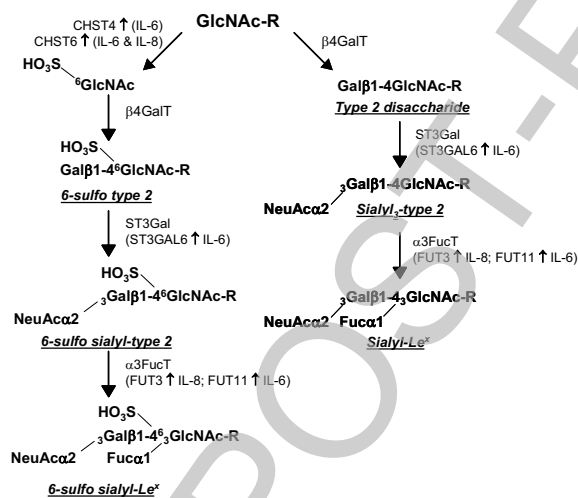 GlcNAc-R
CHST4 ↑ (IL-6)
CHST6 ↑ (IL-6 & IL-8)
β4GalT
HO₃S
⁶GlcNAc
β4GalT
Galβ1-4GlcNAc-R
Type 2 disaccharide
HO₃S
Galβ1-4⁶GlcNAc-R
6-sulfo type 2
ST3Gal
(ST3GAL6 ↑ IL-6)
₃Galβ1-4GlcNAc-R
NeuAcα2
Sialyl₃-type 2
ST3Gal
(ST3GAL6 ↑ IL-6)
α3FucT
(FUT3 ↑ IL-8; FUT11 ↑ IL-6)
HO₃S
₃Galβ1-4⁶GlcNAc-R
NeuAcα2
6-sulfo sialyl-type 2
₃Galβ1-4₃GlcNAc-R
NeuAcα2 Fucα1
Sialyl-Leˣ
α3FucT
(FUT3 ↑ IL-8; FUT11 ↑ IL-6)
HO₃S
₃Galβ1-4⁶₃GlcNAc-R
NeuAcα2 Fucα1
6-sulfo sialyl-Leˣ
POST-